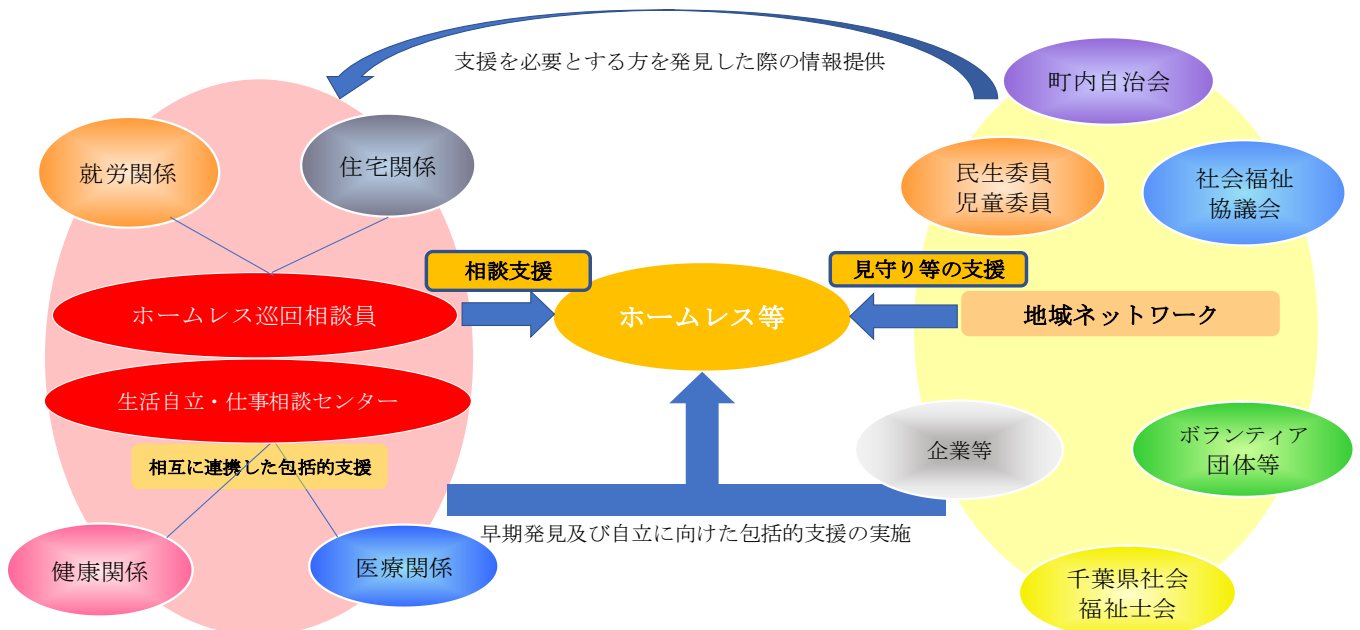 支援を必要とする方を発見した際の情報提供
町内自治会
就労関係
住宅関係
民生委員
児童委員
社会福祉
協議会
相談支援
見守り等の支援
ホームレス巡回相談員
ホームレス等
地域ネットワーク
生活自立・仕事相談センター
相互に連携した包括的支援
企業等
ボランティア
団体等
早期発見及び自立に向けた包括的支援の実施
健康関係
医療関係
千葉県社会
福祉士会